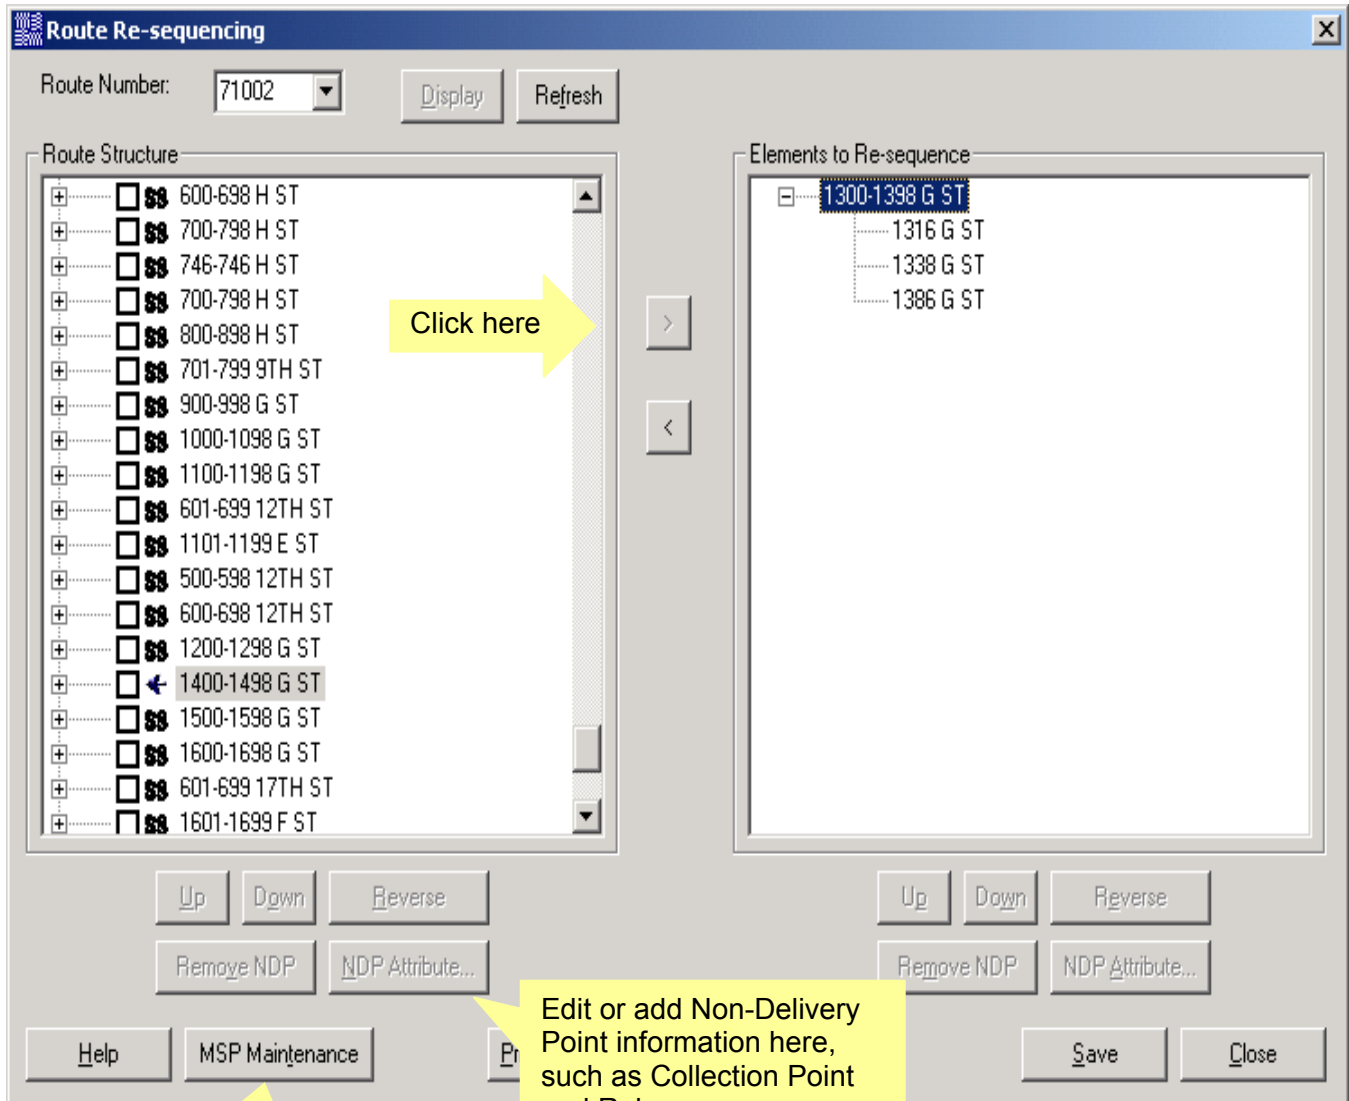 Route Re-sequencing
Route Number:
71002
Display
Refresh
Route Structure
600-698 H ST
700-798 H ST
746-746 H ST
700-798 H ST
800-898 H ST
701-799 9TH ST
900-998 G ST
1000-1098 G ST
1100-1198 G ST
601-699 12TH ST
1101-1199 E ST
500-598 12TH ST
600-698 12TH ST
1200-1298 G ST
1400-1498 G ST
1500-1598 G ST
1600-1698 G ST
601-699 17TH ST
1601-1699 F ST
Click here
>
<
Elements to Re-sequence
1300-1398 G ST
1316 G ST
1338 G ST
1386 G ST
Up
Down
Reverse
Remove NDP
NDP Attribute...
Up
Down
Reverse
Remove NDP
NDP Attribute...
Edit or add Non-Delivery
Point information here,
such as Collection Point
Help
MSP Maintenance
Save
Close